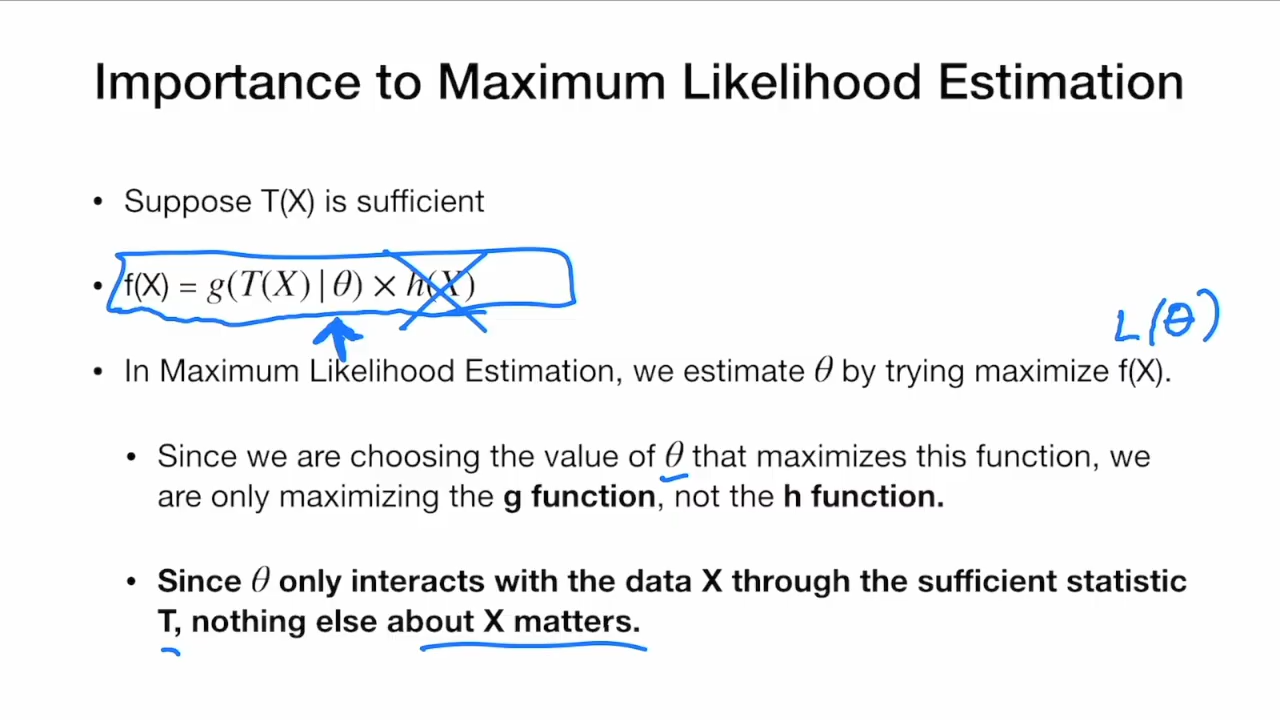 Importance to Maximum Likelihood Estimation
• Suppose T(X) is sufficient
• f(X) = g(T(X) | θ) × h(X)
L(θ)
• In Maximum Likelihood Estimation, we estimate θ by trying maximize f(X).
• Since we are choosing the value of θ that maximizes this function, we
are only maximizing the g function, not the h function.
• Since θ only interacts with the data X through the sufficient statistic
T, nothing else about X matters.